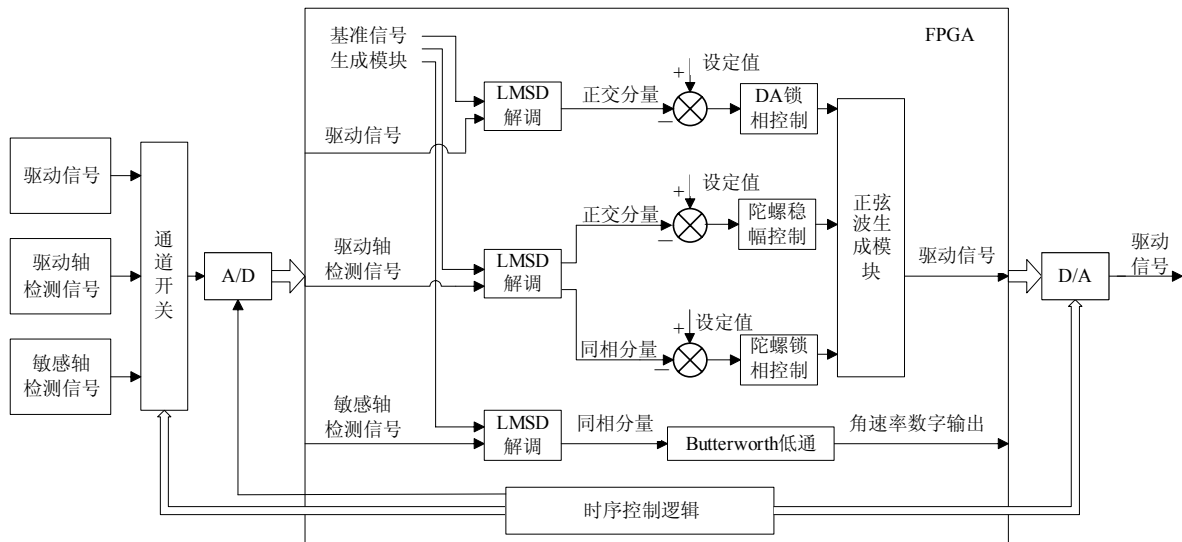 基准信号
生成模块
FPGA
设定值
+
LMSD
解调
正交分量
−
DA锁
相控制
驱动信号
驱动信号
通
道
开
关
设定值
+
正交分量
−
陀螺稳
幅控制
正弦
波生
成模
块
驱动轴
检测信号
A/D
驱动轴
检测信号
LMSD
解调
驱动信号
D/A
驱动
信号
设定值
+
同相分量
−
陀螺锁
相控制
敏感轴
检测信号
敏感轴
检测信号
LMSD
解调
同相分量
Butterworth低通
角速率数字输出
时序控制逻辑